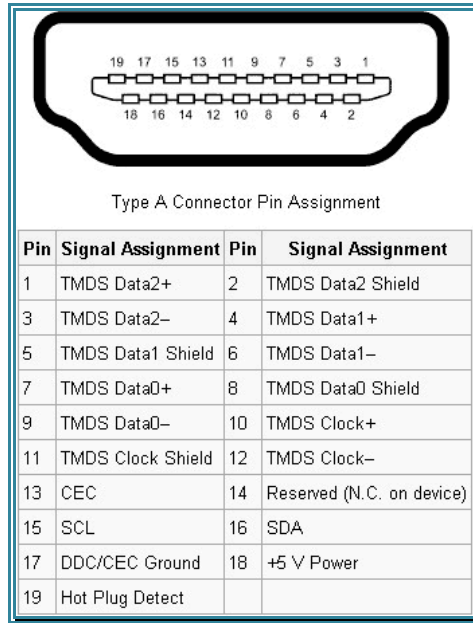 19 17 15 13 11 9 7 5 3 1
18 16 14 12 10 8 6 4 2
Type A Connector Pin Assignment
Pin Signal Assignment Pin Signal Assignment
1 TMDS Data2+ 2 TMDS Data2 Shield
3 TMDS Data2– 4 TMDS Data1+
5 TMDS Data1 Shield 6 TMDS Data1–
7 TMDS Data0+ 8 TMDS Data0 Shield
9 TMDS Data0– 10 TMDS Clock+
11 TMDS Clock Shield 12 TMDS Clock–
13 CEC 14 Reserved (N.C. on device)
15 SCL 16 SDA
17 DDC/CEC Ground 18 +5 V Power
19 Hot Plug Detect